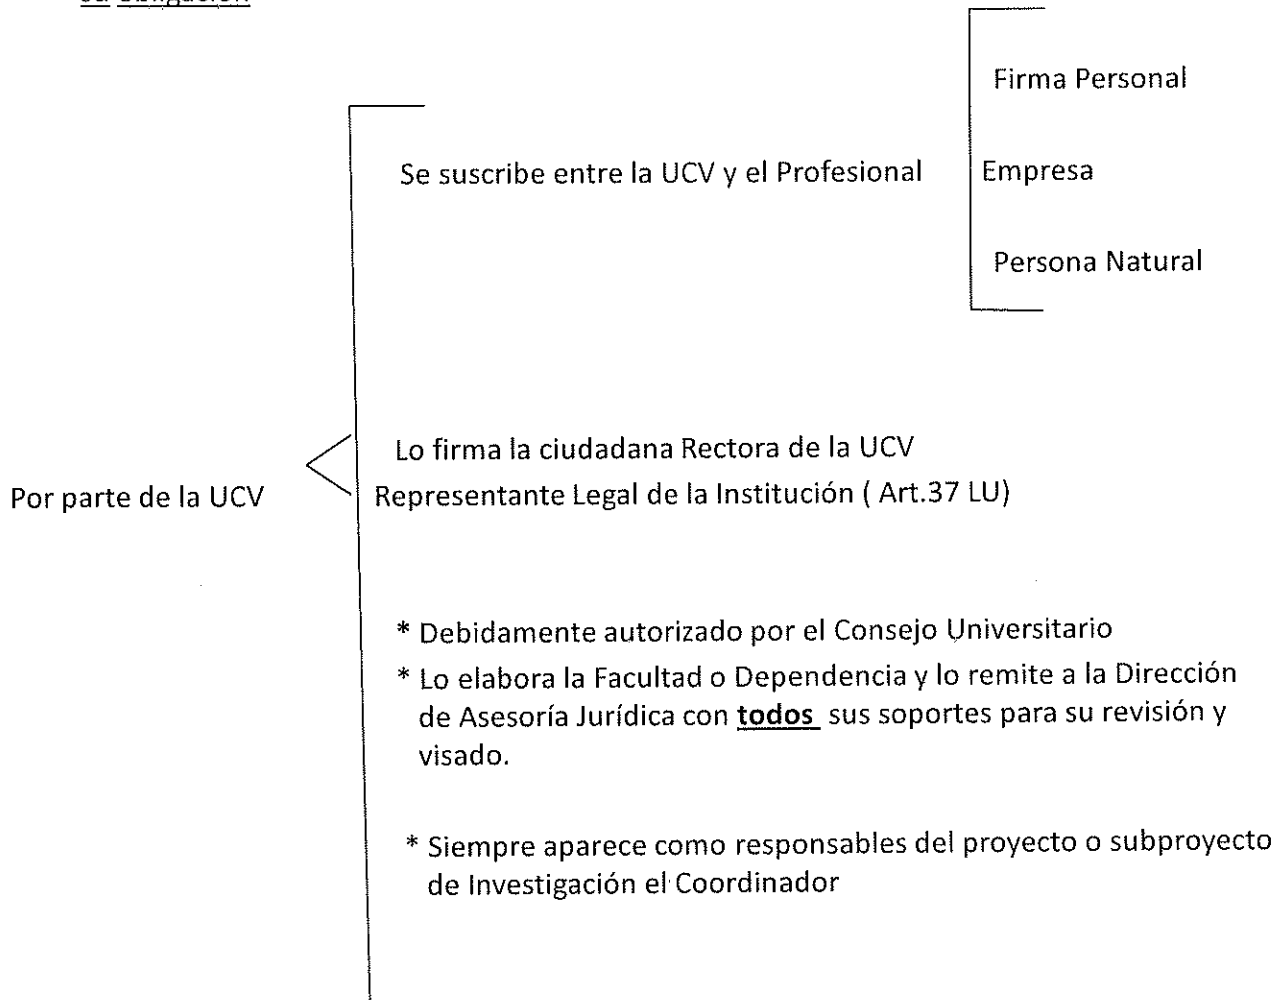 Firma Personal
Se suscribe entre la UCV y el Profesional
Empresa
Persona Natural
Lo firma la ciudadana Rectora de la UCV
Por parte de la UCV
Representante Legal de la Institución ( Art.37 LU)
* Debidamente autorizado por el Consejo Universitario
* Lo elabora la Facultad o Dependencia y lo remite a la Dirección
de Asesoría Jurídica con todos sus soportes para su revisión y
visado.
* Siempre aparece como responsables del proyecto o subproyecto
de Investigación el Coordinador